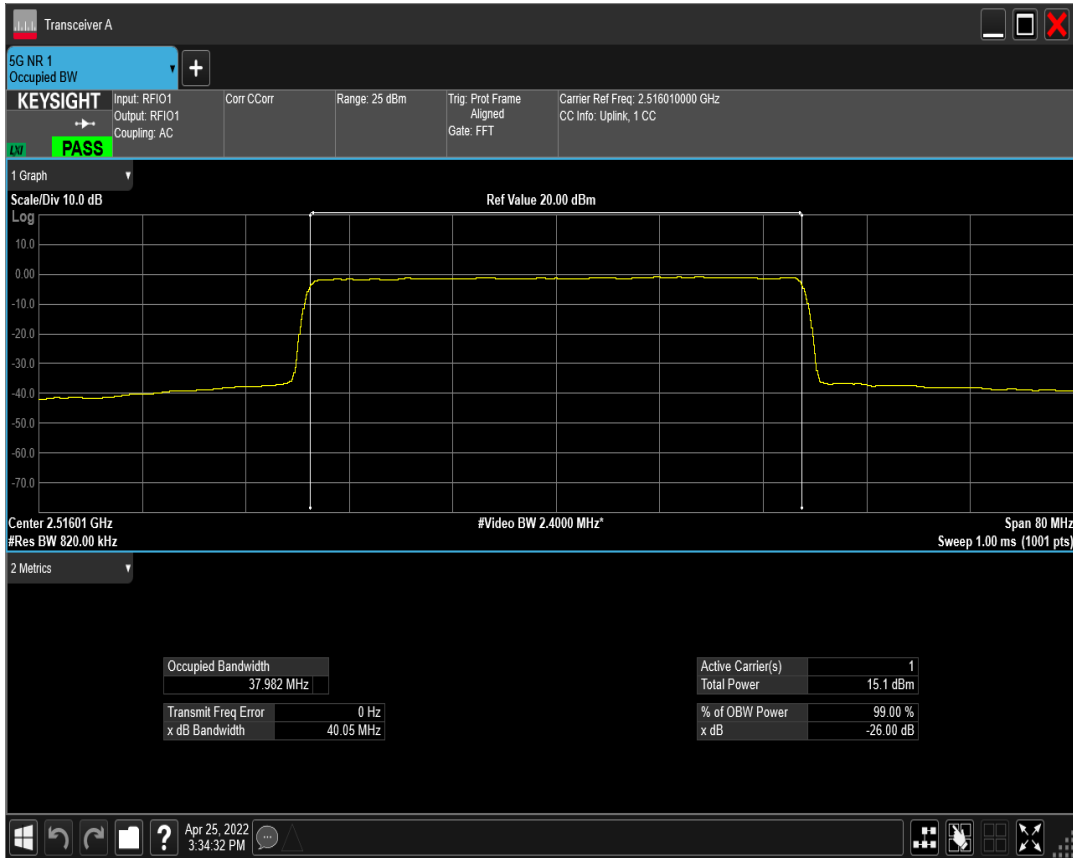 Transceiver A
5G NR 1
Occupied BW
+
KEYSIGHT
LXI
PASS
Input: RFIO1
Output: RFIO1
Coupling: AC
Corr CCorr
Range: 25 dBm
Trig: Prot Frame
Aligned
Gate: FFT
Carrier Ref Freq: 2.516010000 GHz
CC Info: Uplink, 1 CC
1 Graph
Scale/Div 10.0 dB
Ref Value 20.00 dBm
Log
10.0
0.00
-10.0
-20.0
-30.0
-40.0
-50.0
-60.0
-70.0
Center 2.51601 GHz
#Video BW 2.4000 MHz*
Span 80 MHz
#Res BW 820.00 kHz
Sweep 1.00 ms (1001 pts)
2 Metrics
Occupied Bandwidth
37.982 MHz
Transmit Freq Error 0 Hz
x dB Bandwidth 40.05 MHz
Active Carrier(s) 1
Total Power 15.1 dBm
% of OBW Power 99.00 %
x dB -26.00 dB
?
Apr 25, 2022
3:34:32 PM